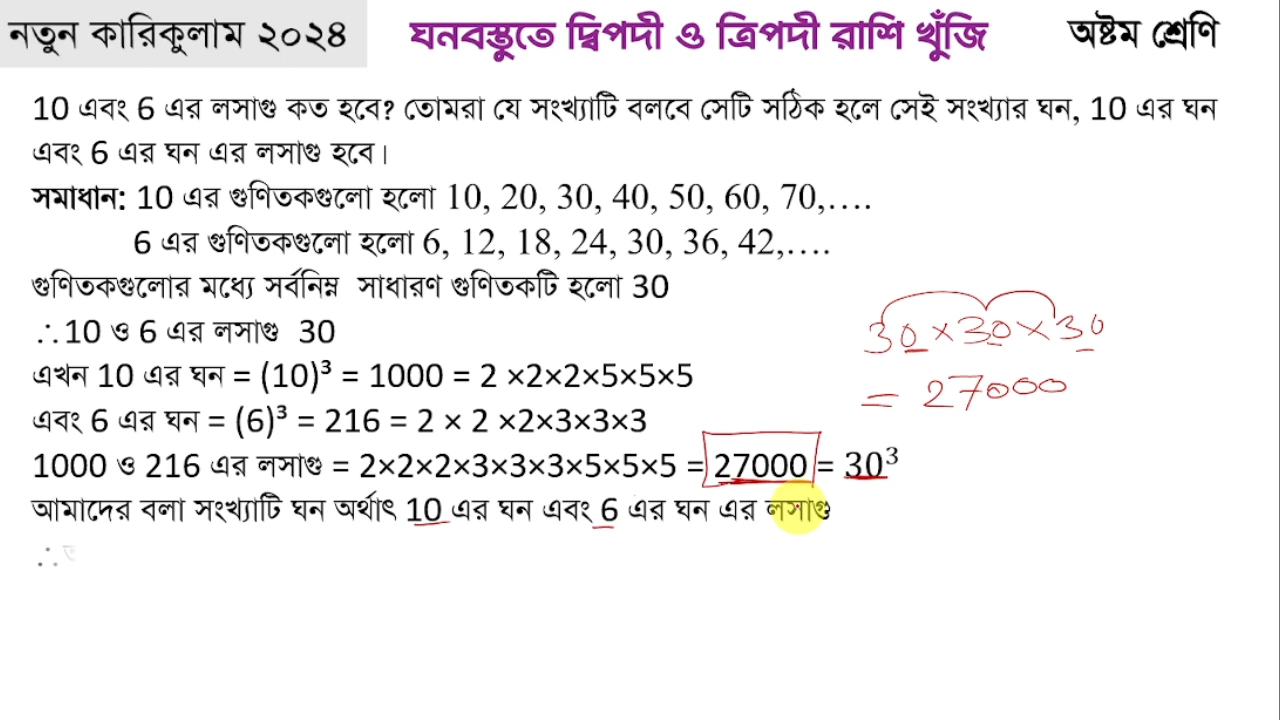 নতুন কারিকুলাম ২০২৪
ঘনবস্তুতে দ্বিপদী ও ত্রিপদী রাশি খুঁজি
অষ্টম শ্রেণি
10 এবং 6 এর লসাগু কত হবে? তোমরা যে সংখ্যাটি বলবে সেটি সঠিক হলে সেই সংখ্যার ঘন, 10 এর ঘন
এবং 6 এর ঘন এর লসাগু হবে।
সমাধান: 10 এর গুণিতকগুলো হলো 10, 20, 30, 40, 50, 60, 70,….
6 এর গুণিতকগুলো হলো 6, 12, 18, 24, 30, 36, 42,….
গুণিতকগুলোর মধ্যে সর্বনিম্ন সাধারণ গুণিতকটি হলো 30
∴10 ও 6 এর লসাগু 30
এখন 10 এর ঘন = (10)³ = 1000 = 2 ×2×2×5×5×5
এবং 6 এর ঘন = (6)³ = 216 = 2 × 2 ×2×3×3×3
1000 ও 216 এর লসাগু = 2×2×2×3×3×3×5×5×5 = 27000 = 30³
আমাদের বলা সংখ্যাটি ঘন অর্থাৎ 10 এর ঘন এবং 6 এর ঘন এর লসাগু
∴
30×30×30
= 27000